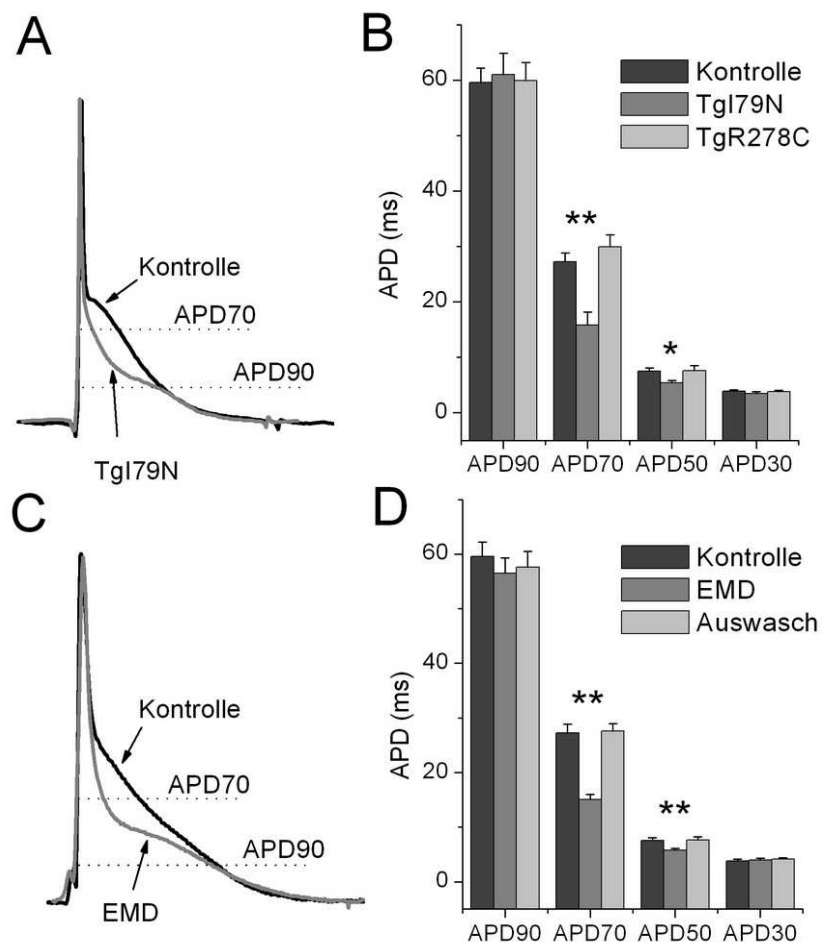 A
Kontrolle
APD70
APD90
TgI79N
B
Kontrolle
TgI79N
TgR278C
APD (ms)
60
40
20
0
**
*
APD90 APD70 APD50 APD30
C
Kontrolle
APD70
APD90
EMD
D
Kontrolle
EMD
Auswasch
APD (ms)
60
40
20
0
**
**
APD90 APD70 APD50 APD30